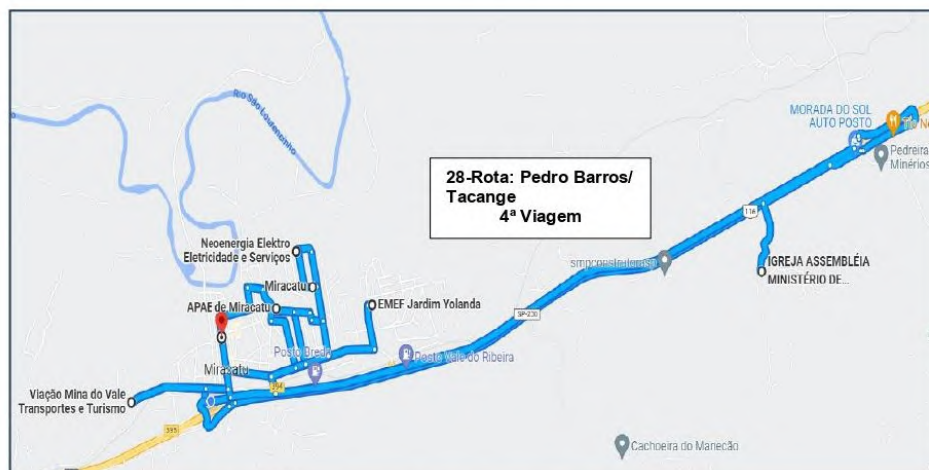 Rio São Lourencinho
MORADA DO SOL
AUTO POSTO
Pedreira
Minérios
28-Rota: Pedro Barros/
Tacange
4ª Viagem
116
Neoenergia Elektro
Eletricidade e Serviços
smpconstrutora
IGREJA ASSEMBLÉIA
MINISTÉRIO DE...
Miracatu
APAE de Miracatu
EMEF Jardim Yolanda
SP-230
Posto Vale do Ribeira
Miracatu
Viação Mina do Vale
Transportes e Turismo
395
Cachoeira do Manecão